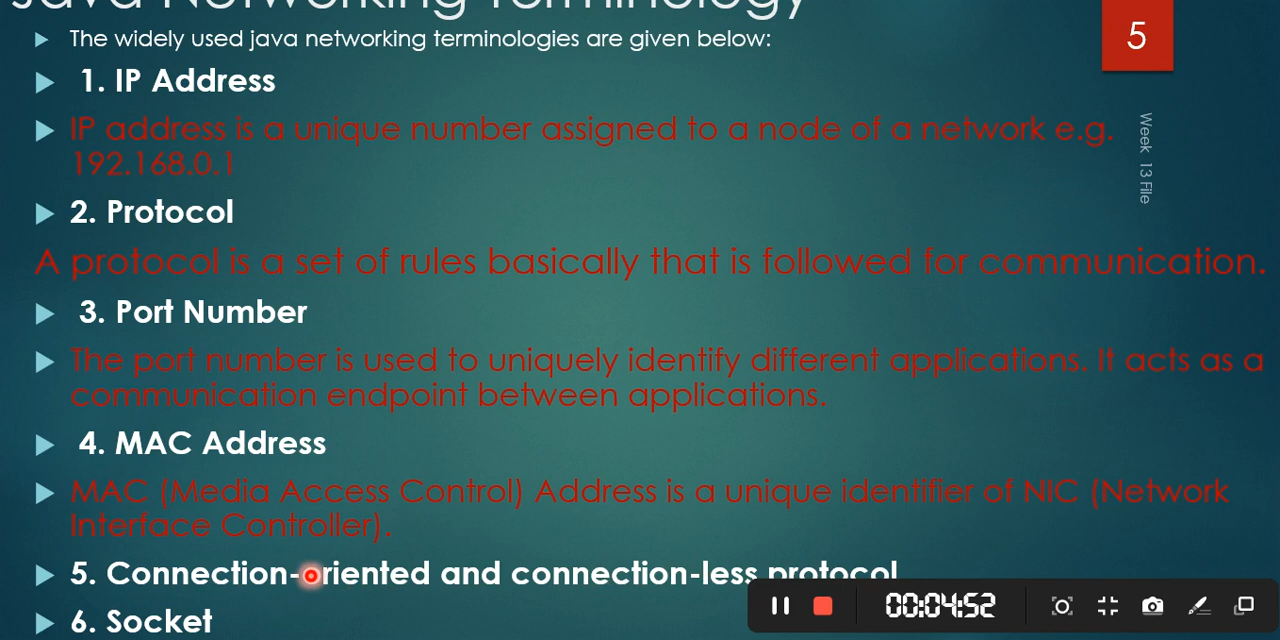 Java Networking Terminology
5
The widely used java networking terminologies are given below:
1. IP Address
IP address is a unique number assigned to a node of a network e.g.
192.168.0.1
2. Protocol
A protocol is a set of rules basically that is followed for communication.
3. Port Number
The port number is used to uniquely identify different applications. It acts as a
communication endpoint between applications.
4. MAC Address
MAC (Media Access Control) Address is a unique identifier of NIC (Network
Interface Controller).
5. Connection-oriented and connection-less protocol
6. Socket
Week 13 File
00:04:52